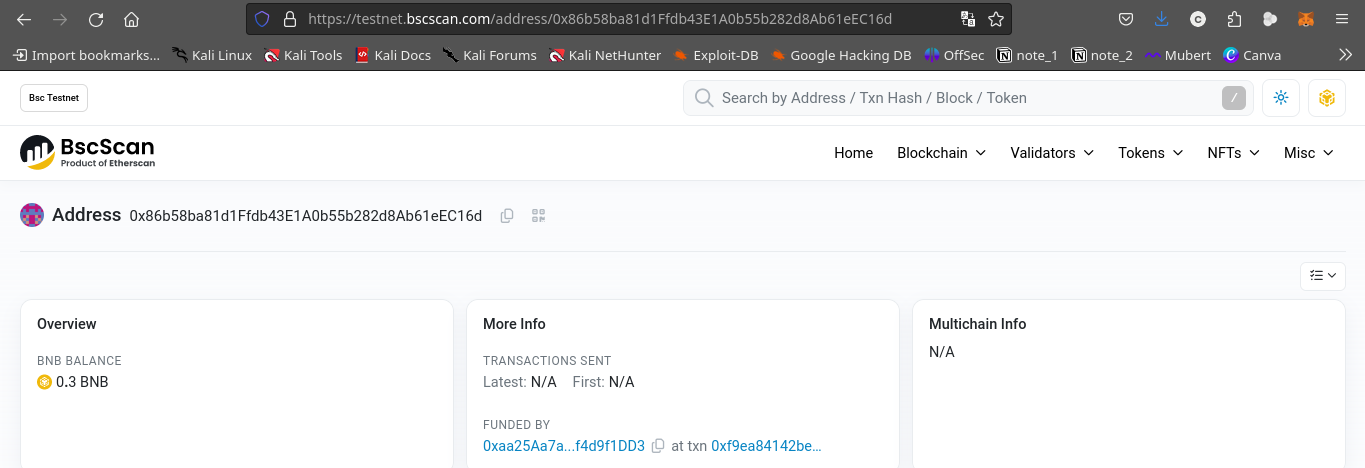 https://testnet.bscscan.com/address/0x86b58ba81d1Ffdb43E1A0b55b282d8Ab61eEC16d
Import bookmarks... Kali Linux Kali Tools Kali Docs Kali Forums Kali NetHunter Exploit-DB Google Hacking DB OffSec note_1 note_2 Mubert Canva
Bsc Testnet
Search by Address / Txn Hash / Block / Token /
BscScan
Product of Etherscan
Home Blockchain Validators Tokens NFTs Misc
Address 0x86b58ba81d1Ffdb43E1A0b55b282d8Ab61eEC16d
Overview
BNB BALANCE
0.3 BNB
More Info
TRANSACTIONS SENT
Latest: N/A First: N/A
FUNDED BY
0xaa25Aa7a...f4d9f1DD3 at txn 0xf9ea84142be...
Multichain Info
N/A